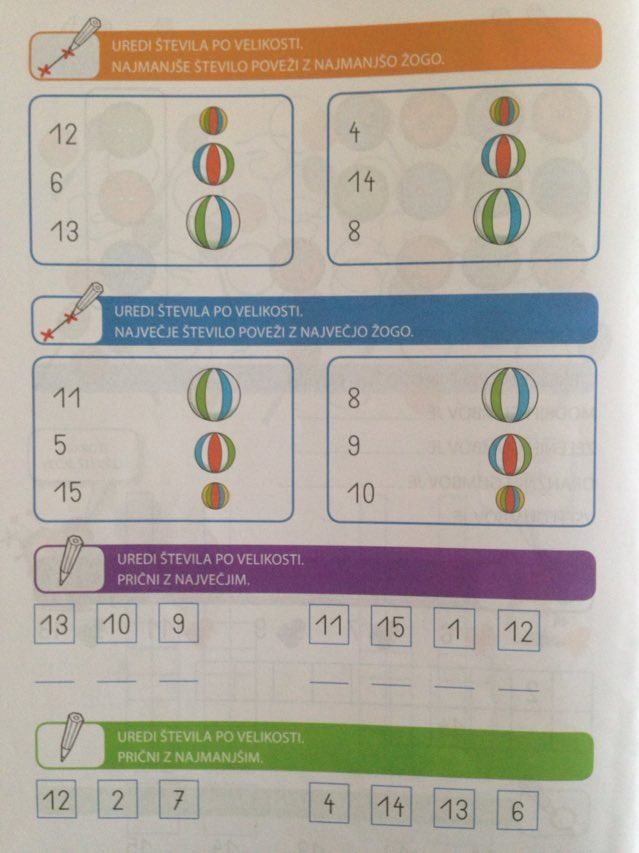 UREDI ŠTEVILA PO VELIKOSTI.
NAJMANJŠE ŠTEVILO POVEŽI Z NAJMANJŠO ŽOGO.
12
6
13
4
14
8
UREDI ŠTEVILA PO VELIKOSTI.
NAJVEČJE ŠTEVILO POVEŽI Z NAJVEČJO ŽOGO.
11
5
15
8
9
10
UREDI ŠTEVILA PO VELIKOSTI.
PRIČNI Z NAJVEČJIM.
13 10 9 11 15 1 12
UREDI ŠTEVILA PO VELIKOSTI.
PRIČNI Z NAJMANJŠIM.
12 2 7 4 14 13 6